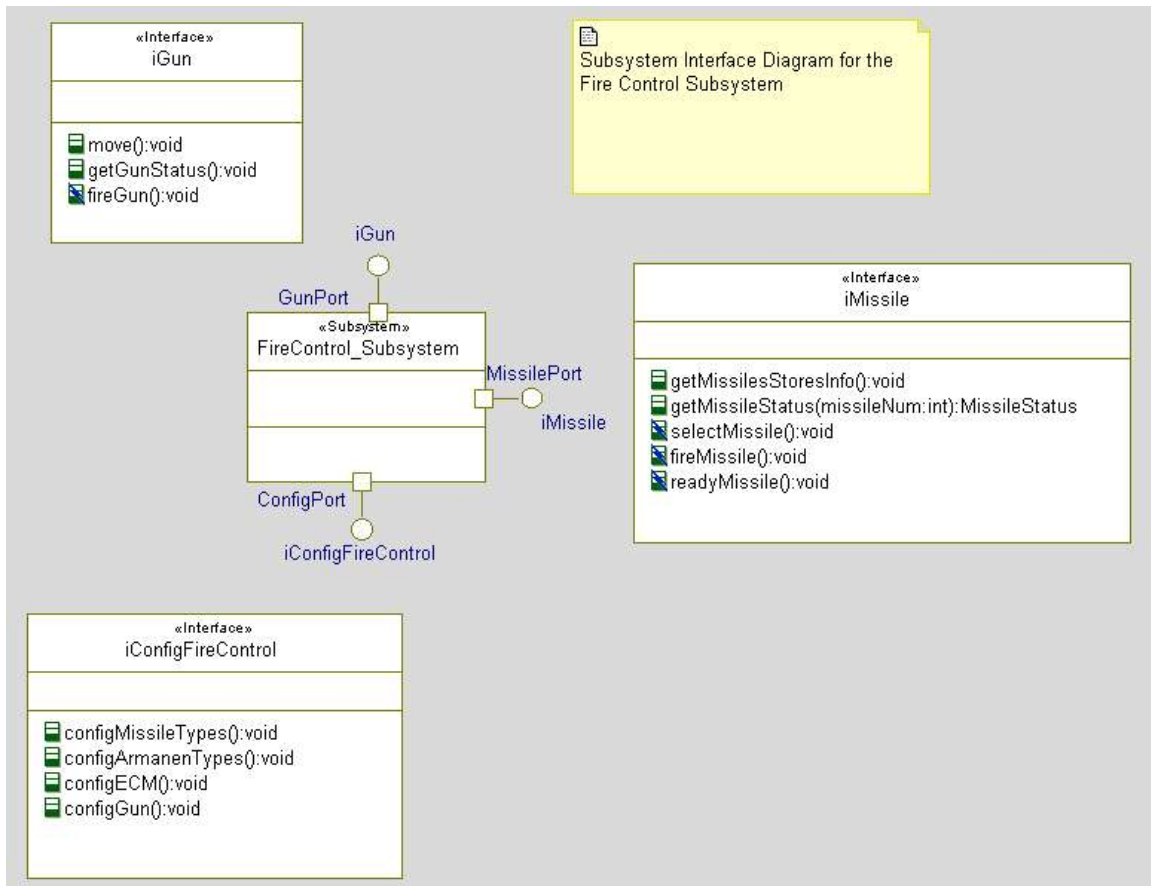 «Interface»
iGun
move():void
getGunStatus():void
fireGun():void
Subsystem Interface Diagram for the
Fire Control Subsystem
iGun
GunPort
«Subsystem»
FireControl_Subsystem
MissilePort
iMissile
ConfigPort
iConfigFireControl
«Interface»
iMissile
getMissilesStoresInfo():void
getMissileStatus(missileNum:int):MissileStatus
selectMissile():void
fireMissile():void
readyMissile():void
«Interface»
iConfigFireControl
configMissileTypes():void
configArmanenTypes():void
configECM():void
configGun():void